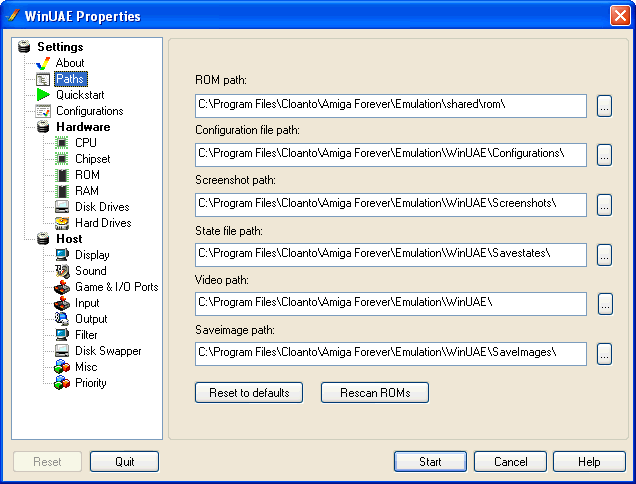 WinUAE Properties
Settings
About
Paths
Quickstart
Configurations
Hardware
CPU
Chipset
ROM
RAM
Disk Drives
Hard Drives
Host
Display
Sound
Game & I/O Ports
Input
Output
Filter
Disk Swapper
Misc
Priority
ROM path:
C:\Program Files\Cloanto\Amiga Forever\Emulation\shared\rom\
...
Configuration file path:
C:\Program Files\Cloanto\Amiga Forever\Emulation\WinUAE\Configurations\
...
Screenshot path:
C:\Program Files\Cloanto\Amiga Forever\Emulation\WinUAE\Screenshots\
...
State file path:
C:\Program Files\Cloanto\Amiga Forever\Emulation\WinUAE\Savestates\
...
Video path:
C:\Program Files\Cloanto\Amiga Forever\Emulation\WinUAE\
...
Saveimage path:
C:\Program Files\Cloanto\Amiga Forever\Emulation\WinUAE\SaveImages\
...
Reset to defaults
Rescan ROMs
Reset
Quit
Start
Cancel
Help